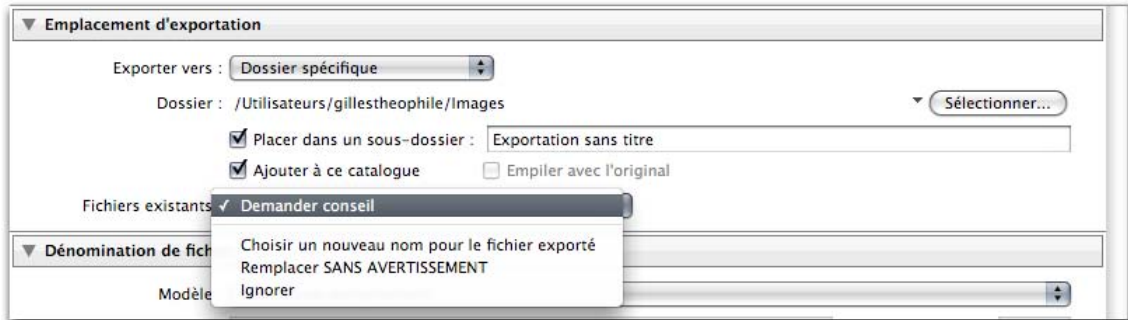 Emplacement d'exportation
Exporter vers : Dossier spécifique
Dossier : /Utilisateurs/gillestheophile/Images Sélectionner...
Placer dans un sous-dossier : Exportation sans titre
Ajouter à ce catalogue Empiler avec l'original
Fichiers existants ✓ Demander conseil
Choisir un nouveau nom pour le fichier exporté
Dénomination de fich
Remplacer SANS AVERTISSEMENT
Modèle Ignorer